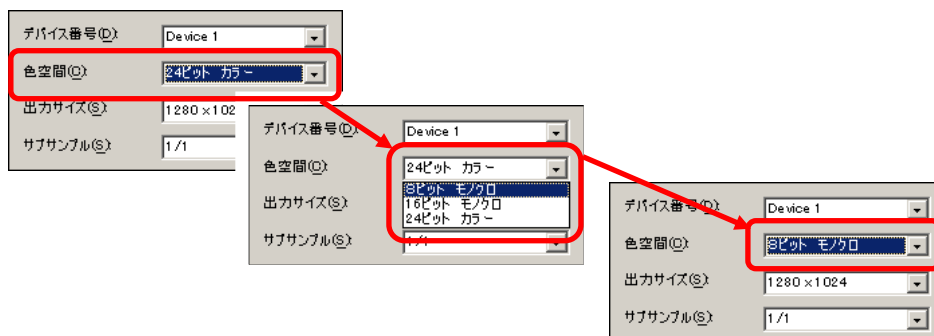 デバイス番号(D):
Device 1
色空間(C):
24ビット カラー
出力サイズ(S):
1280×102
サブサンプル(S):
1/1
デバイス番号(D):
Device 1
色空間(C):
24ビット カラー
8ビット モノクロ
16ビット モノクロ
24ビット カラー
出力サイズ(S):
サブサンプル(S):
1/1
デバイス番号(D):
Device 1
色空間(C):
8ビット モノクロ
出力サイズ(S):
1280×1024
サブサンプル(S):
1/1